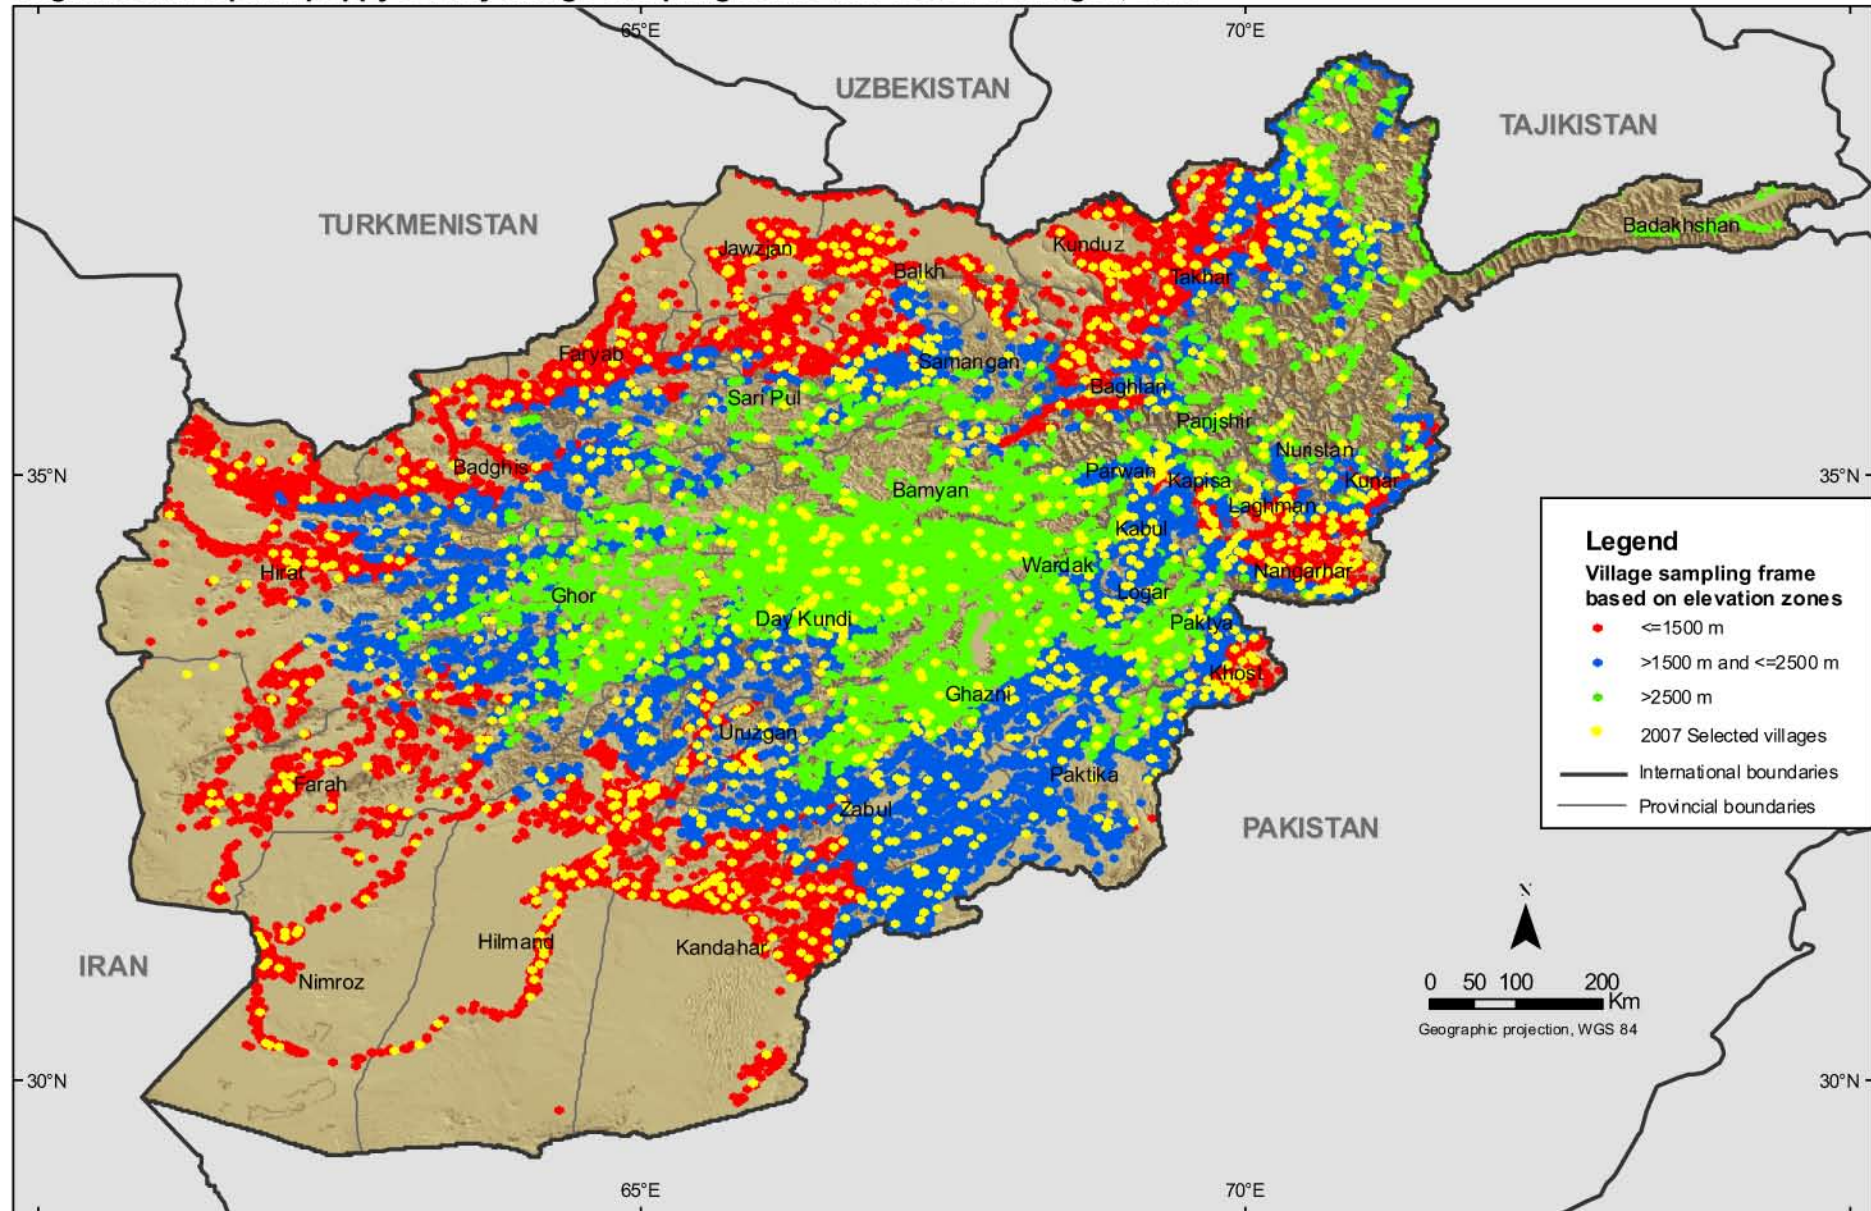 65°E
70°E
UZBEKISTAN
TAJIKISTAN
TURKMENISTAN
Badakhshan
Jawzjan
Kunduz
Balkh
Takhar
Faryab
Samangan
Baghlan
Sari Pul
Panjshir
Nuristan
Badghis
35°N
Parwan
Kapisa
Kunar
35°N
Bamyan
Laghman
Kabul
Wardak
Hirat
Nangarhar
Ghor
Logar
Day Kundi
Paktya
Khost
Ghazni
Uruzgan
Paktika
Farah
Zabul
PAKISTAN
Hilmand
Kandahar
IRAN
Nimroz
Legend
Village sampling frame
based on elevation zones
<=1500 m
>1500 m and <=2500 m
>2500 m
2007 Selected villages
International boundaries
Provincial boundaries
N
0 50 100 200
Km
Geographic projection, WGS 84
30°N
30°N
65°E
70°E